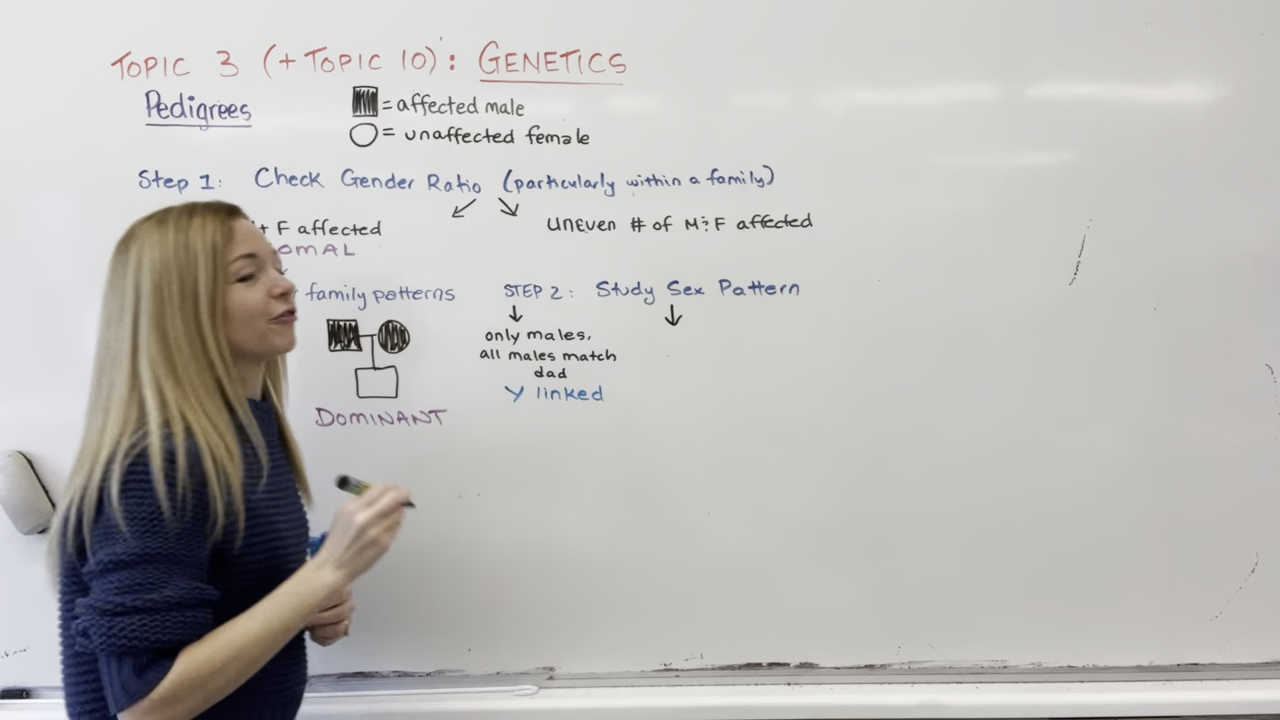 TOPIC 3 (+ TOPIC 10): GENETICS
Pedigrees
= affected male
= unaffected female
Step 1: Check Gender Ratio (particularly within a family)
F affected
UNEVEN # of M:F affected
OMAL
family patterns
STEP 2: Study Sex Pattern
only males,
all males match
dad
Y linked
DOMINANT